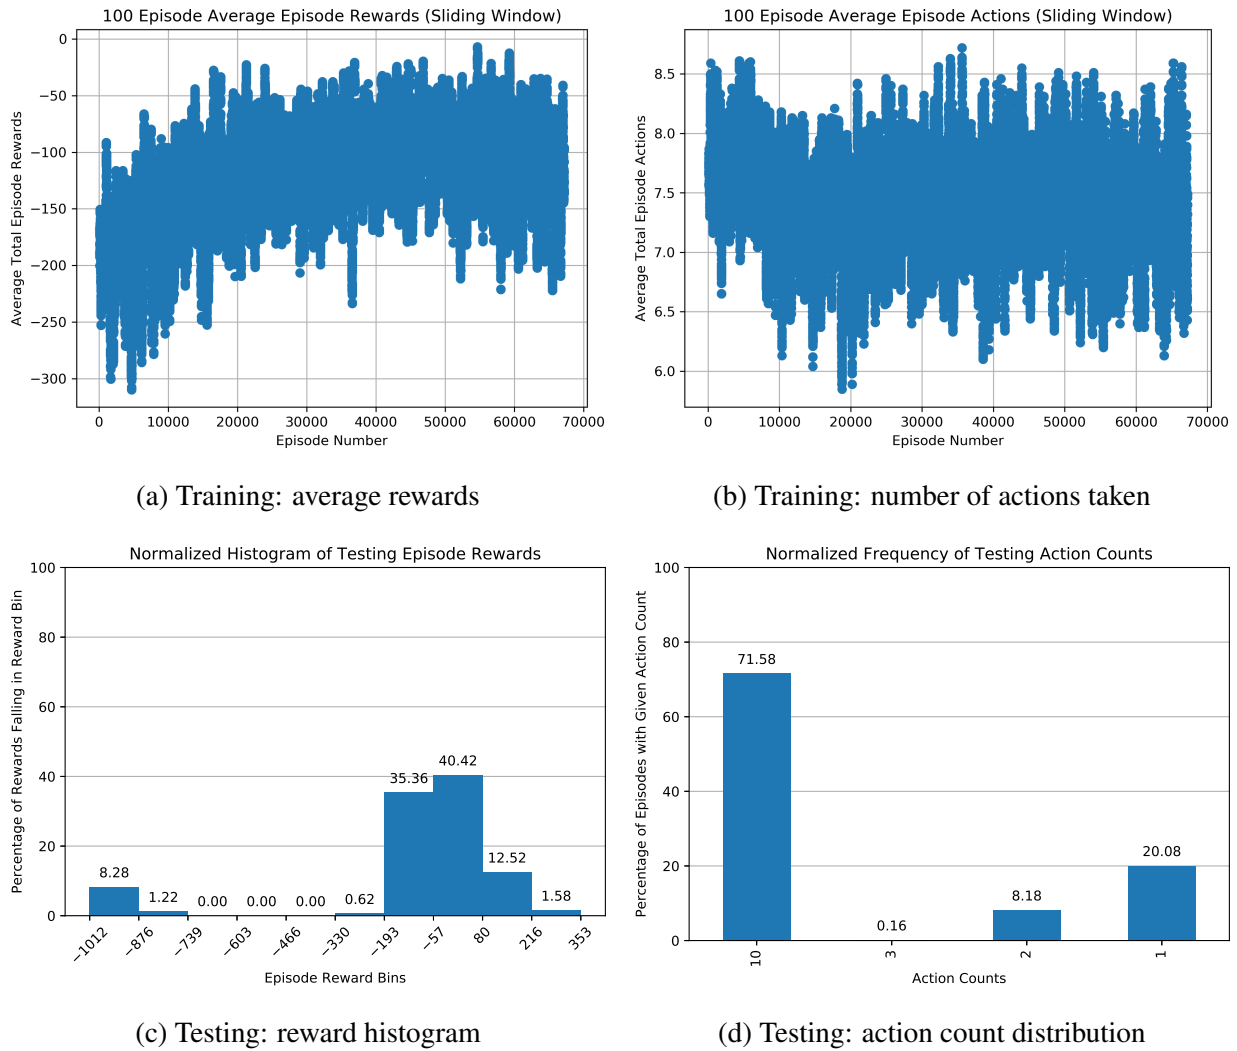 100 Episode Average Episode Rewards (Sliding Window)
Average Total Episode Rewards
0
−50
−100
−150
−200
−250
−300
0 10000 20000 30000 40000 50000 60000 70000
Episode Number
(a) Training: average rewards
100 Episode Average Episode Actions (Sliding Window)
Average Total Episode Actions
8.5
8.0
7.5
7.0
6.5
6.0
0 10000 20000 30000 40000 50000 60000 70000
Episode Number
(b) Training: number of actions taken
Normalized Histogram of Testing Episode Rewards
Percentage of Rewards Falling in Reward Bin
100
80
60
40
20
0
8.28 1.22 0.00 0.00 0.00 0.62 35.36 40.42 12.52 1.58
−1012 −876 −739 −603 −466 −330 −193 −57 80 216 353
Episode Reward Bins
(c) Testing: reward histogram
Normalized Frequency of Testing Action Counts
Percentage of Episodes with Given Action Count
100
80
60
40
20
0
71.58 0.16 8.18 20.08
10 3 2 1
Action Counts
(d) Testing: action count distribution